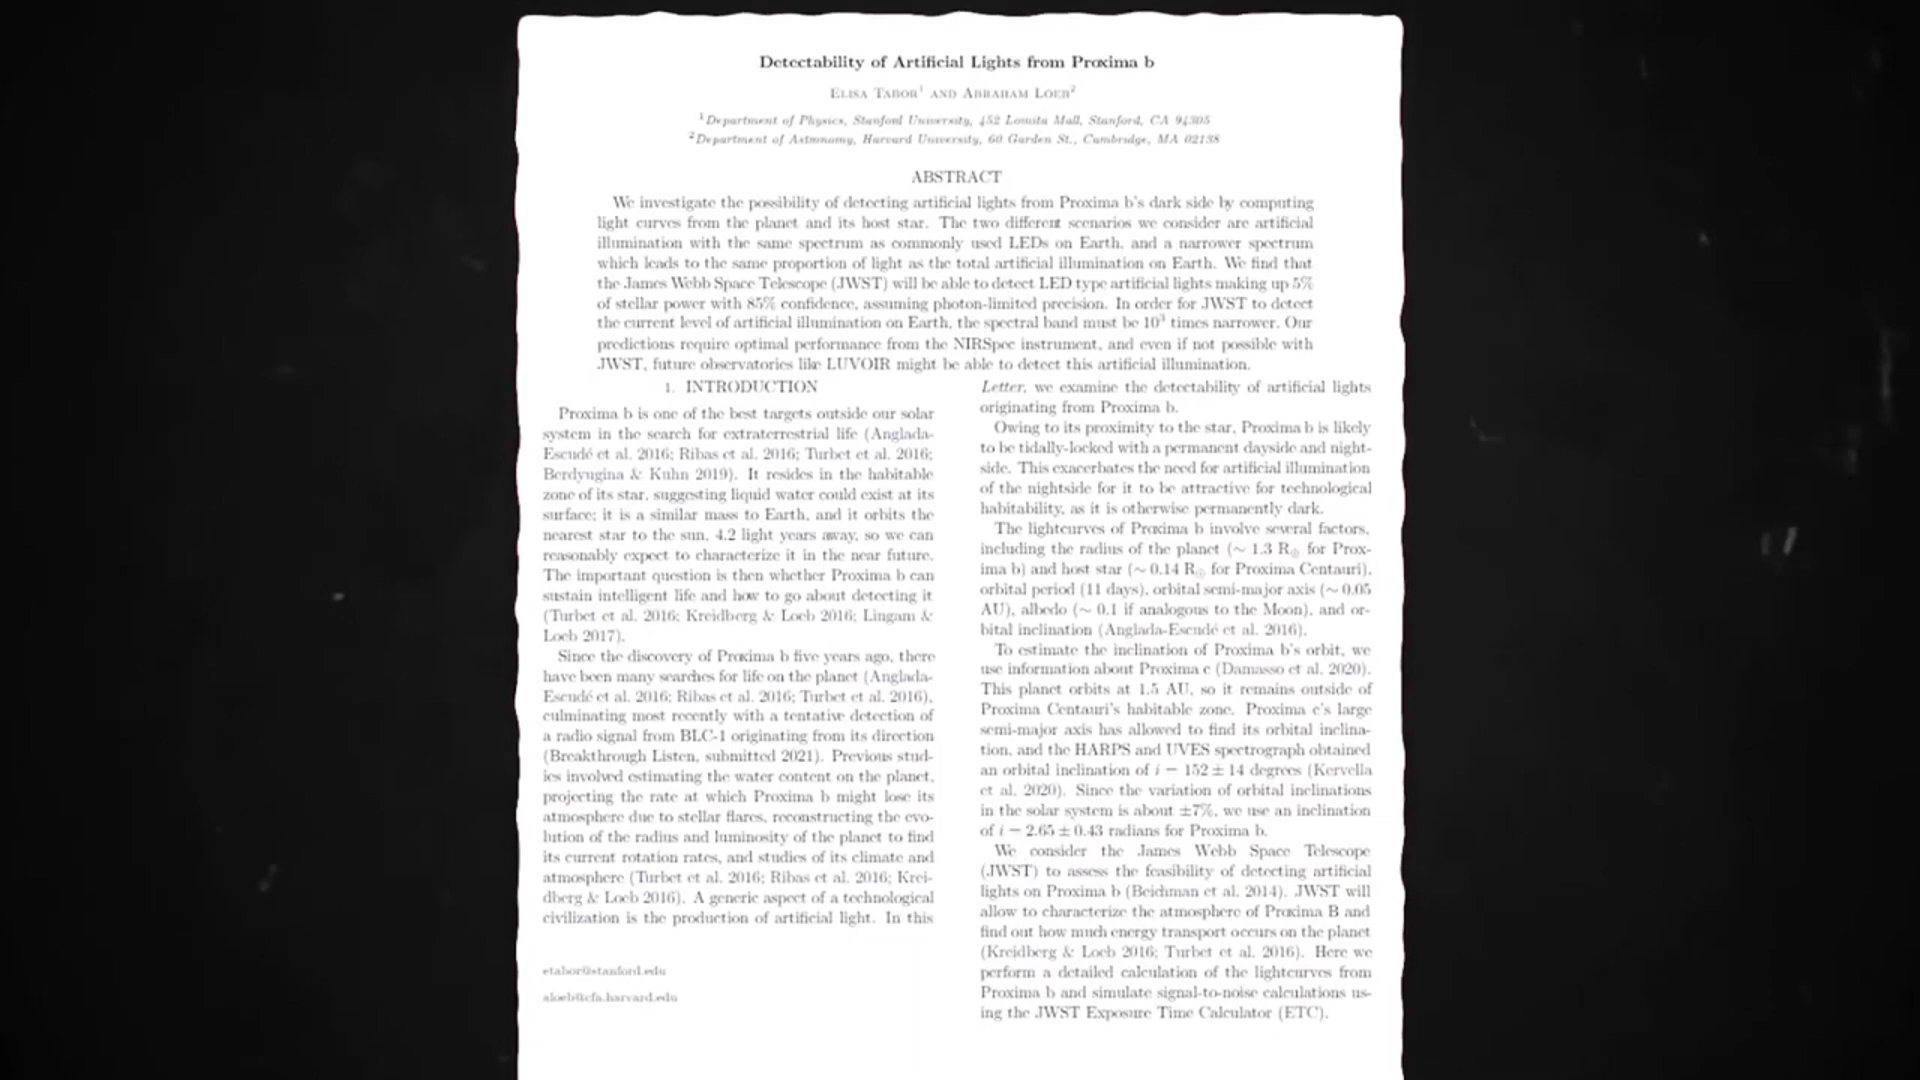 Detectability of Artificial Lights from Proxima b
Elisa Tabor¹ and Abraham Loeb²
¹Department of Physics, Stanford University, 452 Lomita Mall, Stanford, CA 94305
²Department of Astronomy, Harvard University, 60 Garden St., Cambridge, MA 02138
ABSTRACT
We investigate the possibility of detecting artificial lights from Proxima b's dark side by computing
light curves from the planet and its host star. The two different scenarios we consider are artificial
illumination with the same spectrum as commonly used LEDs on Earth, and a narrower spectrum
which leads to the same proportion of light as the total artificial illumination on Earth. We find that
the James Webb Space Telescope (JWST) will be able to detect LED type artificial lights making up 5%
of stellar power with 85% confidence, assuming photon-limited precision. In order for JWST to detect
the current level of artificial illumination on Earth, the spectral band must be 10³ times narrower. Our
predictions require optimal performance from the NIRSpec instrument, and even if not possible with
JWST, future observatories like LUVOIR might be able to detect this artificial illumination.
1. INTRODUCTION
Proxima b is one of the best targets outside our solar
system in the search for extraterrestrial life (Anglada-
Escudé et al. 2016; Ribas et al. 2016; Turbet et al. 2016;
Berdyugina & Kuhn 2019). It resides in the habitable
zone of its star, suggesting liquid water could exist at its
surface; it is a similar mass to Earth, and it orbits the
nearest star to the sun, 4.2 light years away, so we can
reasonably expect to characterize it in the near future.
The important question is then whether Proxima b can
sustain intelligent life and how to go about detecting it
(Turbet et al. 2016; Kreidberg & Loeb 2016; Lingam &
Loeb 2017).
Since the discovery of Proxima b five years ago, there
have been many searches for life on the planet (Anglada-
Escudé et al. 2016; Ribas et al. 2016; Turbet et al. 2016),
culminating most recently with a tentative detection of
a radio signal from BLC-1 originating from its direction
(Breakthrough Listen, submitted 2021). Previous stud-
ies involved estimating the water content on the planet,
projecting the rate at which Proxima b might lose its
atmosphere due to stellar flares, reconstructing the evo-
lution of the radius and luminosity of the planet to find
its current rotation rates, and studies of its climate and
atmosphere (Turbet et al. 2016; Ribas et al. 2016; Krei-
dberg & Loeb 2016). A generic aspect of a technological
civilization is the production of artificial light. In this
etabor@stanford.edu
aloeb@cfa.harvard.edu
Letter, we examine the detectability of artificial lights
originating from Proxima b.
Owing to its proximity to the star, Proxima b is likely
to be tidally-locked with a permanent dayside and night-
side. This exacerbates the need for artificial illumination
of the nightside for it to be attractive for technological
habitability, as it is otherwise permanently dark.
The lightcurves of Proxima b involve several factors,
including the radius of the planet (∼ 1.3 R⊕ for Prox-
ima b) and host star (∼ 0.14 R⊙ for Proxima Centauri),
orbital period (11 days), orbital semi-major axis (∼ 0.05
AU), albedo (∼ 0.1 if analogous to the Moon), and or-
bital inclination (Anglada-Escudé et al. 2016).
To estimate the inclination of Proxima b's orbit, we
use information about Proxima c (Damasso et al. 2020).
This planet orbits at 1.5 AU, so it remains outside of
Proxima Centauri's habitable zone. Proxima c's large
semi-major axis has allowed to find its orbital inclina-
tion, and the HARPS and UVES spectrograph obtained
an orbital inclination of i = 152 ± 14 degrees (Kervella
et al. 2020). Since the variation of orbital inclinations
in the solar system is about ±7%, we use an inclination
of i = 2.65 ± 0.43 radians for Proxima b.
We consider the James Webb Space Telescope
(JWST) to assess the feasibility of detecting artificial
lights on Proxima b (Beichman et al. 2014). JWST will
allow to characterize the atmosphere of Proxima B and
find out how much energy transport occurs on the planet
(Kreidberg & Loeb 2016; Turbet et al. 2016). Here we
perform a detailed calculation of the lightcurves from
Proxima b and simulate signal-to-noise calculations us-
ing the JWST Exposure Time Calculator (ETC).